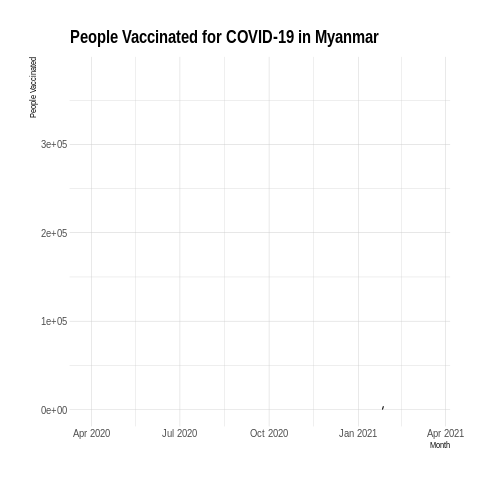 People Vaccinated for COVID-19 in Myanmar
People Vaccinated
3e+05
2e+05
1e+05
0e+00
Apr 2020 Jul 2020 Oct 2020 Jan 2021 Apr 2021
Month